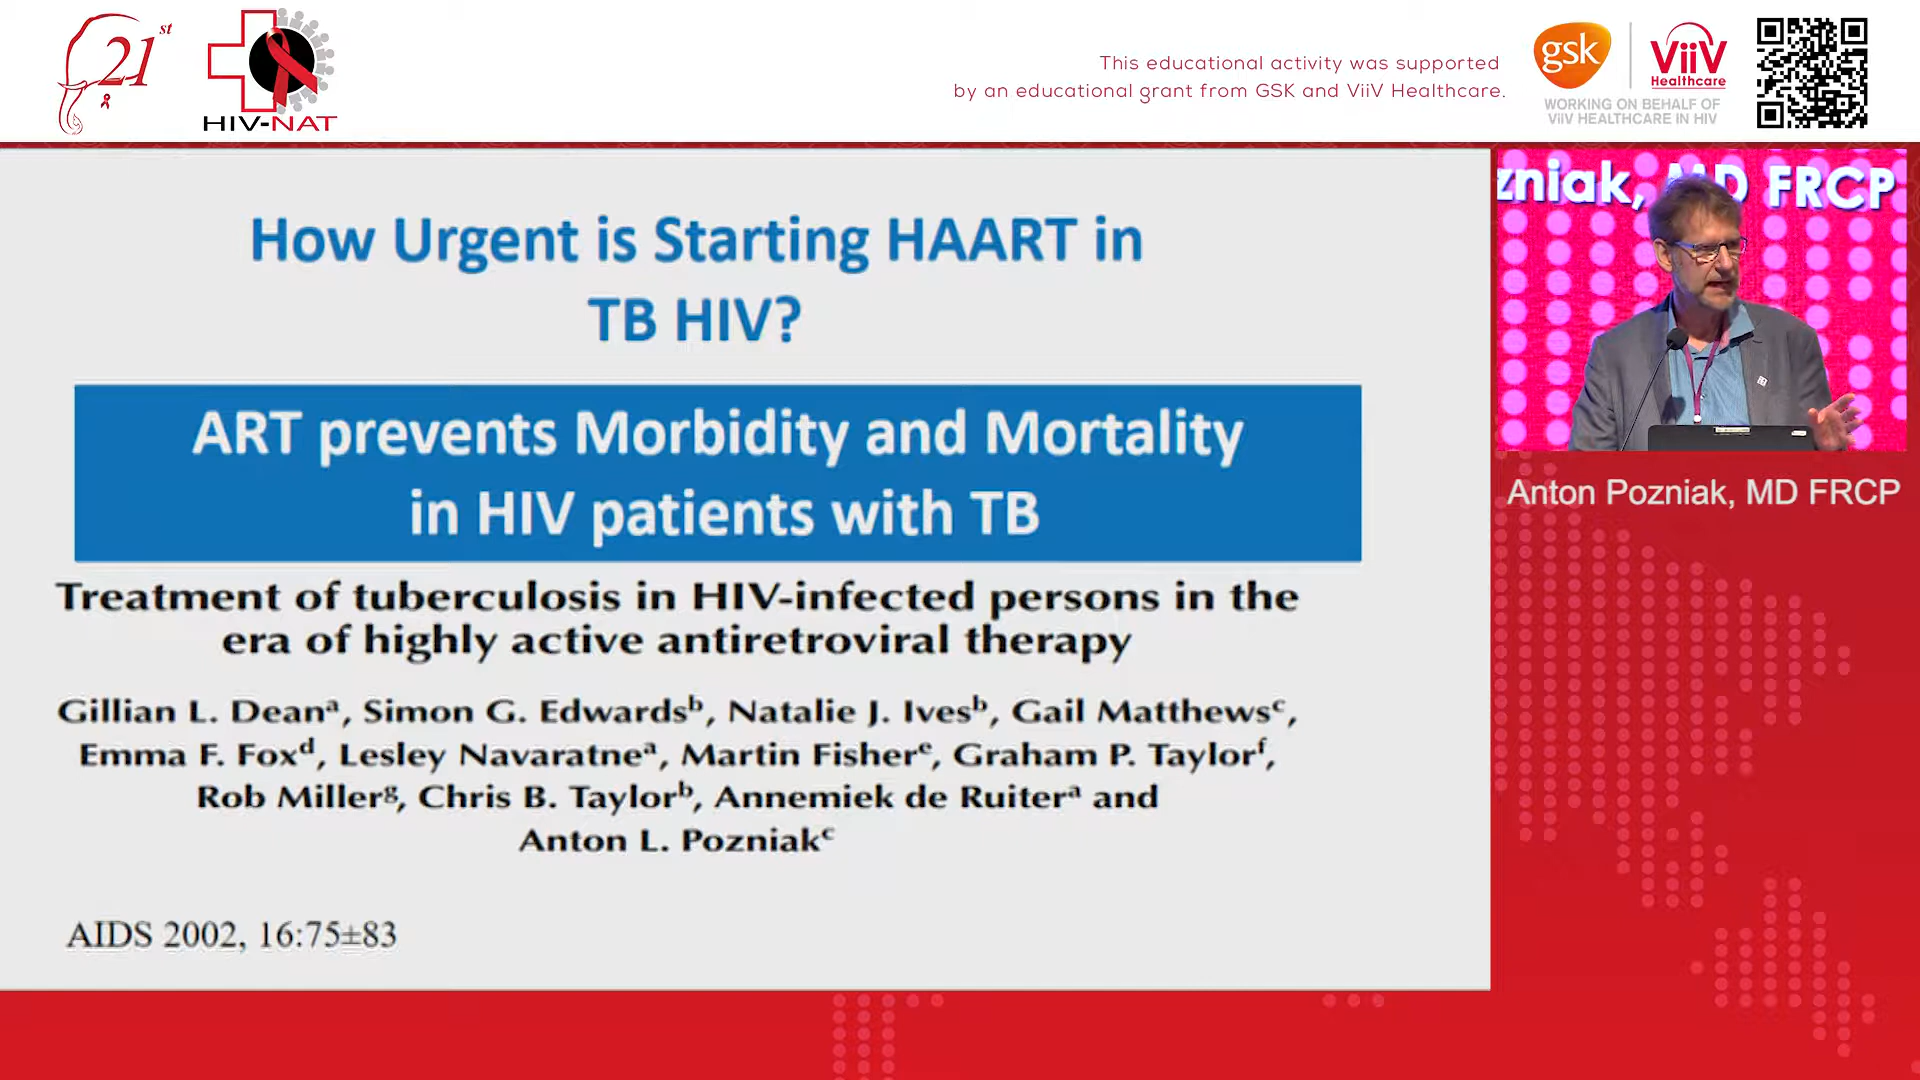 21st
HIV-NAT
This educational activity was supported
by an educational grant from GSK and ViiV Healthcare.
gsk
ViiV
Healthcare
WORKING ON BEHALF OF
ViiV HEALTHCARE IN HIV
How Urgent is Starting HAART in
TB HIV?
ART prevents Morbidity and Mortality
in HIV patients with TB
Treatment of tuberculosis in HIV-infected persons in the
era of highly active antiretroviral therapy
Gillian L. Deanᵃ, Simon G. Edwardsᵇ, Natalie J. Ivesᵇ, Gail Matthewsᶜ,
Emma F. Foxᵈ, Lesley Navaratneᵃ, Martin Fisherᵉ, Graham P. Taylorᶠ,
Rob Millerᵍ, Chris B. Taylorᵇ, Annemiek de Ruiterᵃ and
Anton L. Pozniakᶜ
AIDS 2002, 16:75±83
zniak, MD FRCP
Anton Pozniak, MD FRCP